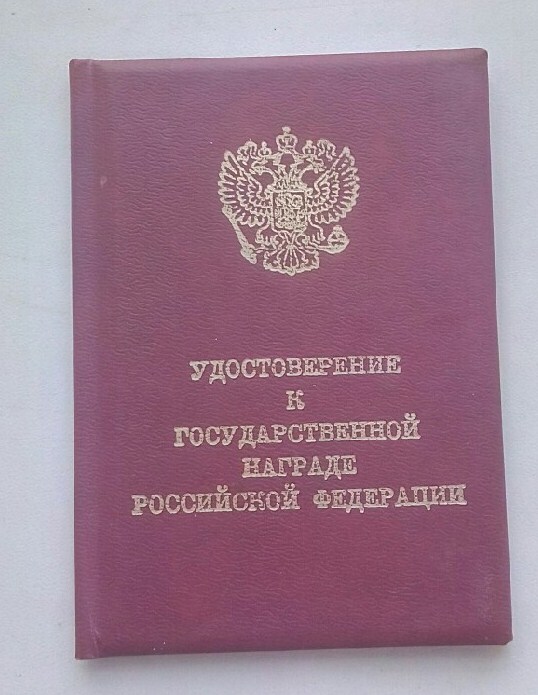 УДОСТОВЕРЕНИЕ
К
ГОСУДАРСТВЕННОЙ
НАГРАДЕ
РОССИЙСКОЙ ФЕДЕРАЦИИ